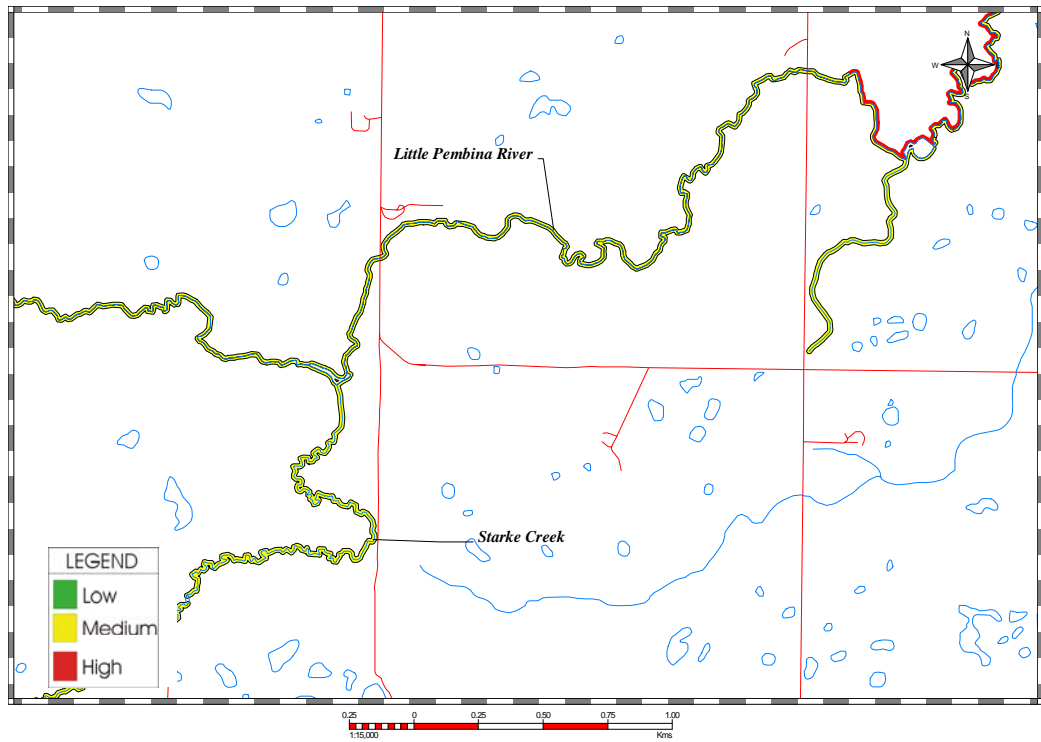 N
W
S
Little Pembina River
Starke Creek
LEGEND
Low
Medium
High
0.25 0 0.25 0.50 0.75 1.00
1:15,000 Kms